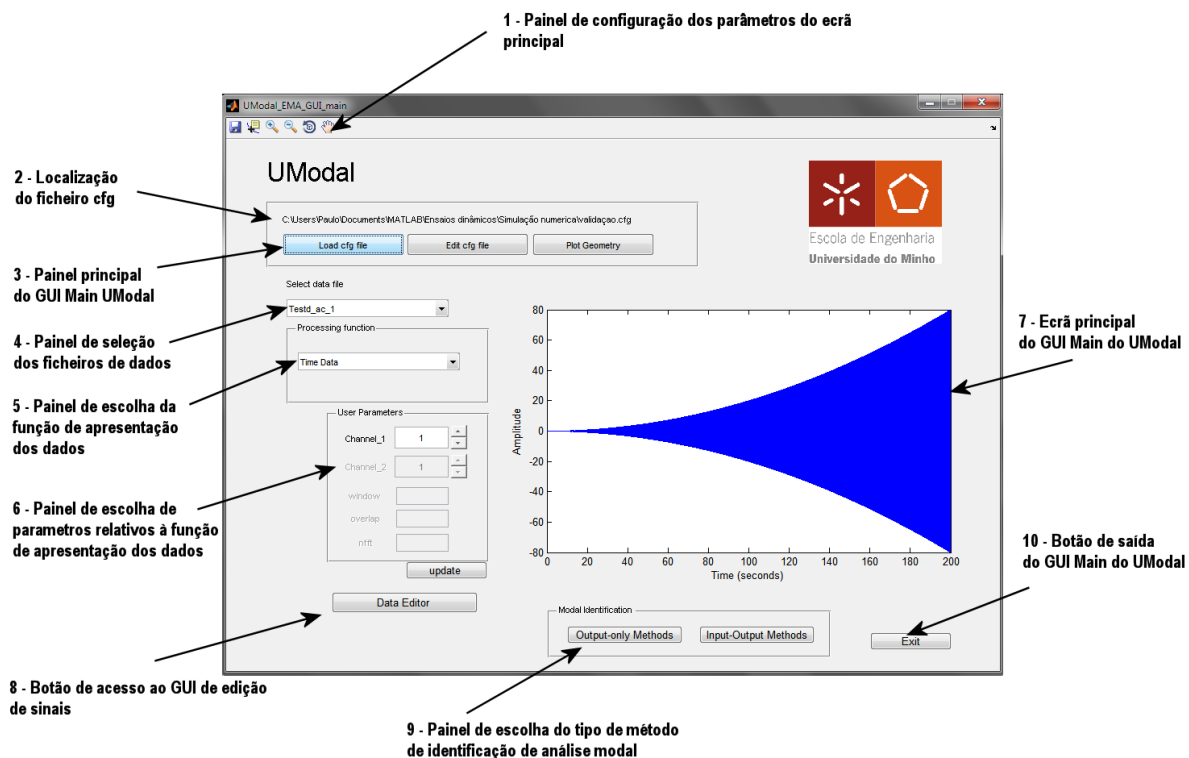 1 - Painel de configuração dos parâmetros do ecrã
principal
UModal_EMA_GUI_main
UModal
2 - Localização
do ficheiro cfg
C:\Users\Paulo\Documents\MATLAB\Ensaios dinâmicos\Simulação numerica\validaçao.cfg
Load cfg file
Edit cfg file
Plot Geometry
Escola de Engenharia
Universidade do Minho
3 - Painel principal
do GUI Main UModal
Select data file
Testd_ac_1
4 - Painel de seleção
dos ficheiros de dados
Processing function
Time Data
5 - Painel de escolha da
função de apresentação
dos dados
User Parameters
Channel_1
1
Channel_2
1
window
overlap
nfft
6 - Painel de escolha de
parametros relativos à função
de apresentação dos dados
update
Data Editor
80
60
40
20
0
-20
-40
-60
-80
Amplitude
0 20 40 60 80 100 120 140 160 180 200
Time (seconds)
7 - Ecrã principal
do GUI Main do UModal
10 - Botão de saída
do GUI Main do UModal
Modal Identification
Output-only Methods
Input-Output Methods
Exit
8 - Botão de acesso ao GUI de edição
de sinais
9 - Painel de escolha do tipo de método
de identificação de análise modal